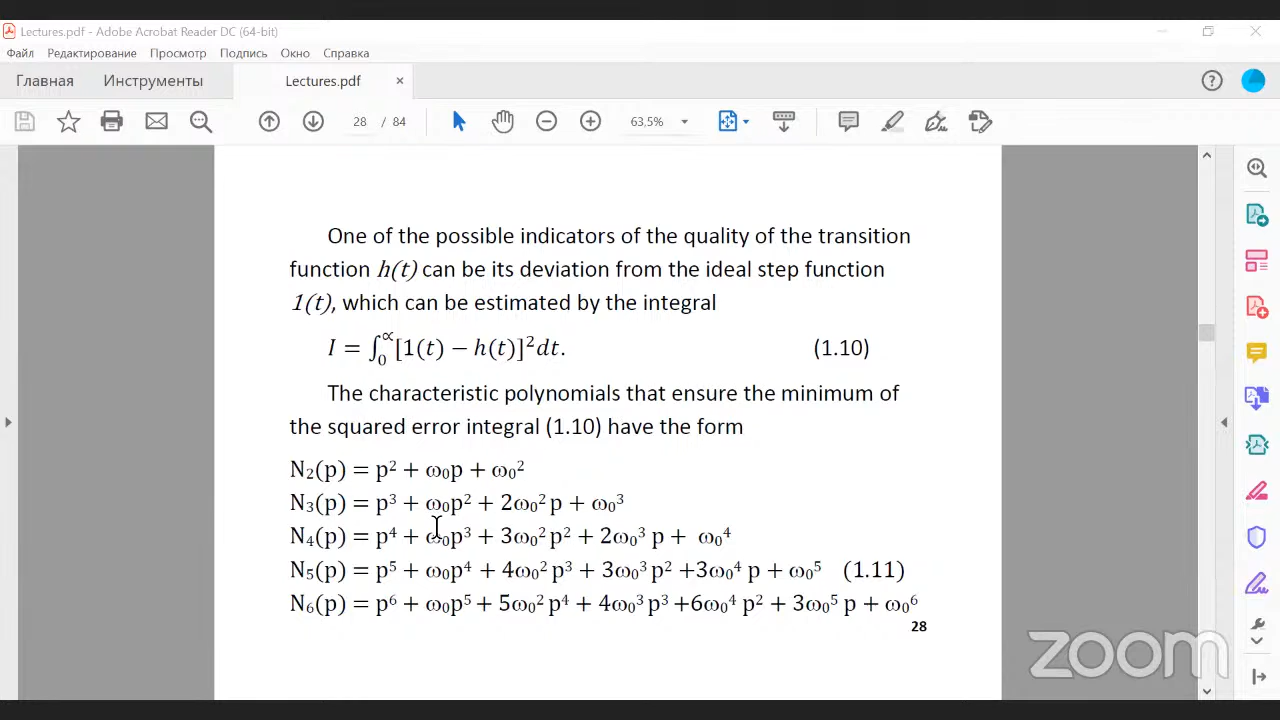 Lectures.pdf - Adobe Acrobat Reader DC (64-bit)
Файл Редактирование Просмотр Подпись Окно Справка
Главная Инструменты Lectures.pdf ×
28 / 84 63,5%
One of the possible indicators of the quality of the transition
function h(t) can be its deviation from the ideal step function
1(t), which can be estimated by the integral
I = ∫₀^∝[1(t) − h(t)]²dt. (1.10)
The characteristic polynomials that ensure the minimum of
the squared error integral (1.10) have the form
N₂(p) = p² + ω₀p + ω₀²
N₃(p) = p³ + ω₀p² + 2ω₀² p + ω₀³
N₄(p) = p⁴ + ω₀p³ + 3ω₀² p² + 2ω₀³ p + ω₀⁴
N₅(p) = p⁵ + ω₀p⁴ + 4ω₀² p³ + 3ω₀³ p² +3ω₀⁴ p + ω₀⁵ (1.11)
N₆(p) = p⁶ + ω₀p⁵ + 5ω₀² p⁴ + 4ω₀³ p³ +6ω₀⁴ p² + 3ω₀⁵ p + ω₀⁶
28
zoom